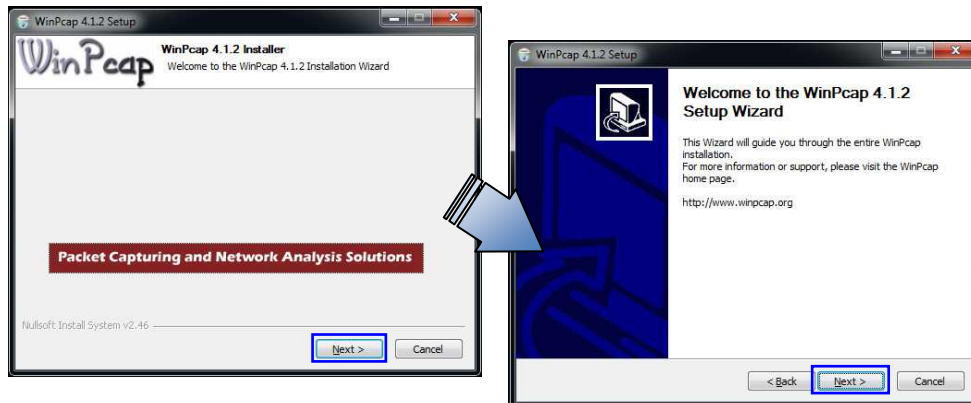 WinPcap 4.1.2 Setup
WinPcap
WinPcap 4.1.2 Installer
Welcome to the WinPcap 4.1.2 Installation Wizard
Packet Capturing and Network Analysis Solutions
Nullsoft Install System v2.46
Next >
Cancel
WinPcap 4.1.2 Setup
Welcome to the WinPcap 4.1.2
Setup Wizard
This Wizard will guide you through the entire WinPcap
installation.
For more information or support, please visit the WinPcap
home page.
http://www.winpcap.org
< Back
Next >
Cancel